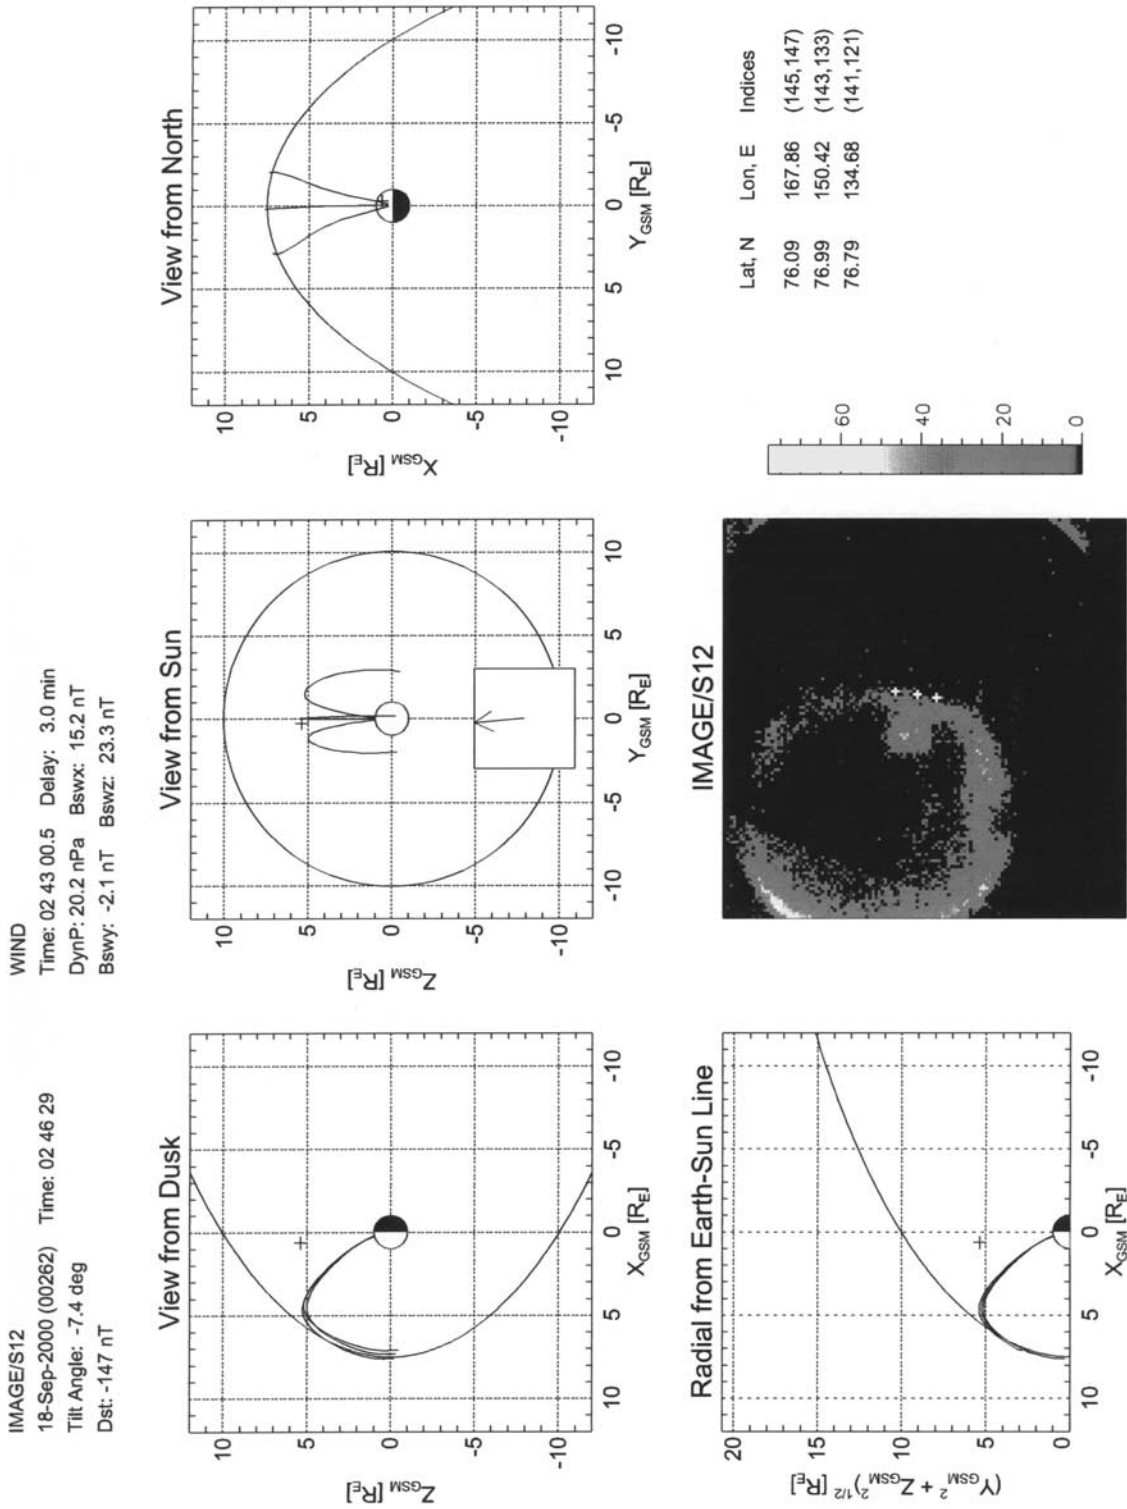 IMAGE/S12
18-Sep-2000 (00262) Time: 02 46 29
Tilt Angle: -7.4 deg
Dst: -147 nT
WIND
Time: 02 43 00.5 Delay: 3.0 min
DynP: 20.2 nPa Bswx: 15.2 nT
Bswy: -2.1 nT Bswz: 23.3 nT
View from Dusk
10
5
0
-5
-10
Z_GSM [R_E]
10 5 0 -5 -10
X_GSM [R_E]
View from Sun
10
5
0
-5
-10
Z_GSM [R_E]
-10 -5 0 5 10
Y_GSM [R_E]
View from North
10
5
0
-5
-10
X_GSM [R_E]
10 5 0 -5 -10
Y_GSM [R_E]
Radial from Earth-Sun Line
20
15
10
5
0
(Y_GSM^2 + Z_GSM^2)^1/2 [R_E]
10 5 0 -5 -10
X_GSM [R_E]
IMAGE/S12
60
40
20
0
Lat, N Lon, E Indices
76.09 167.86 (145,147)
76.99 150.42 (143,133)
76.79 134.68 (141,121)